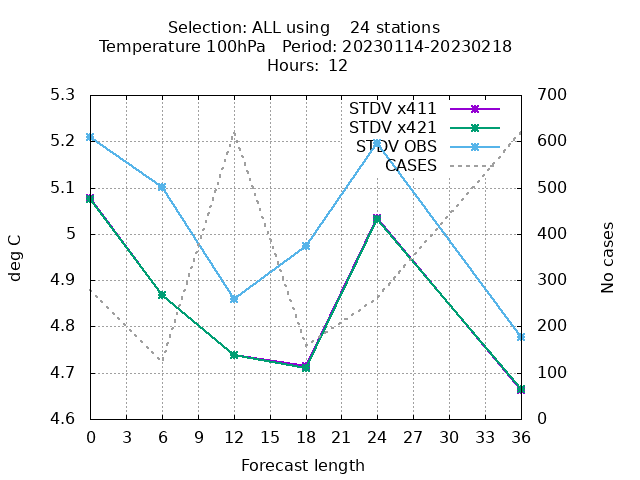 Selection: ALL using    24 stations
Temperature 100hPa   Period: 20230114-20230218
Hours: 12
5.3
5.2
5.1
5
4.9
4.8
4.7
4.6
700
600
500
400
300
200
100
0
STDV x411
STDV x421
STDV OBS
CASES
deg C
No cases
0 3 6 9 12 15 18 21 24 27 30 33 36
Forecast length